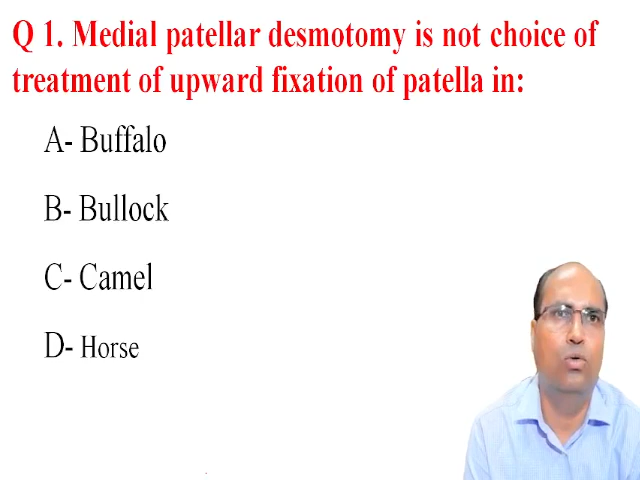 Q 1. Medial patellar desmotomy is not choice of
treatment of upward fixation of patella in:
A- Buffalo
B- Bullock
C- Camel
D- Horse